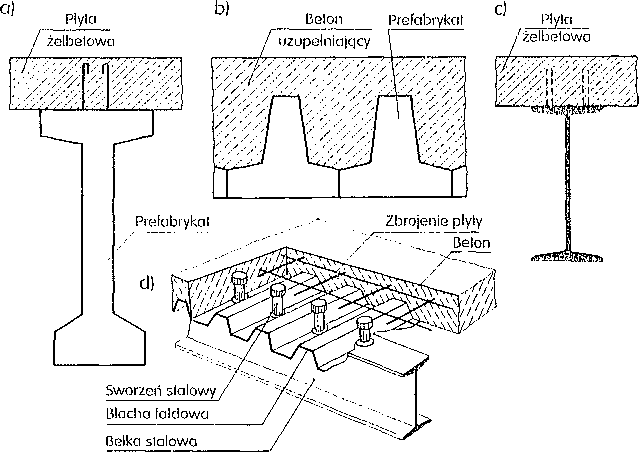 a)
Płyta
żelbetowa
b)
Beton
uzupełniający
Prefabrykat
c)
Płyta
żelbetowa
Prefabrykat
d)
Zbrojenie płyty
Beton
Sworzeń stalowy
Blacha fałdowa
Belka stalowa